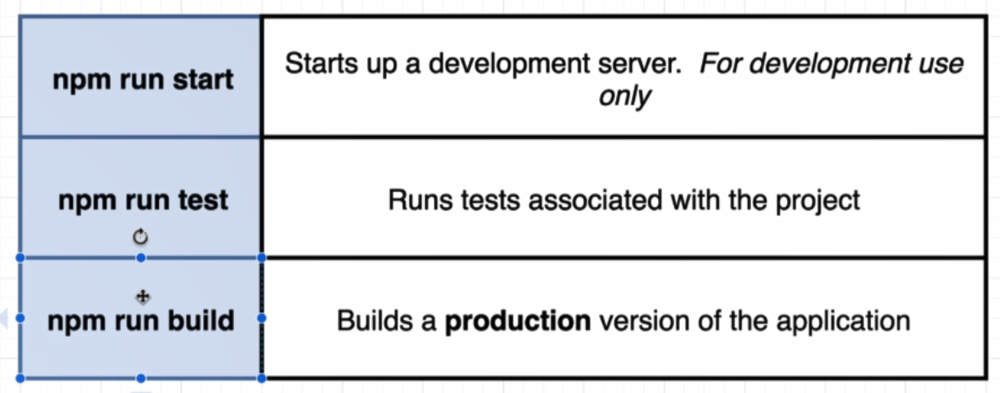 npm run start
Starts up a development server. For development use
only
npm run test
Runs tests associated with the project
npm run build
Builds a production version of the application